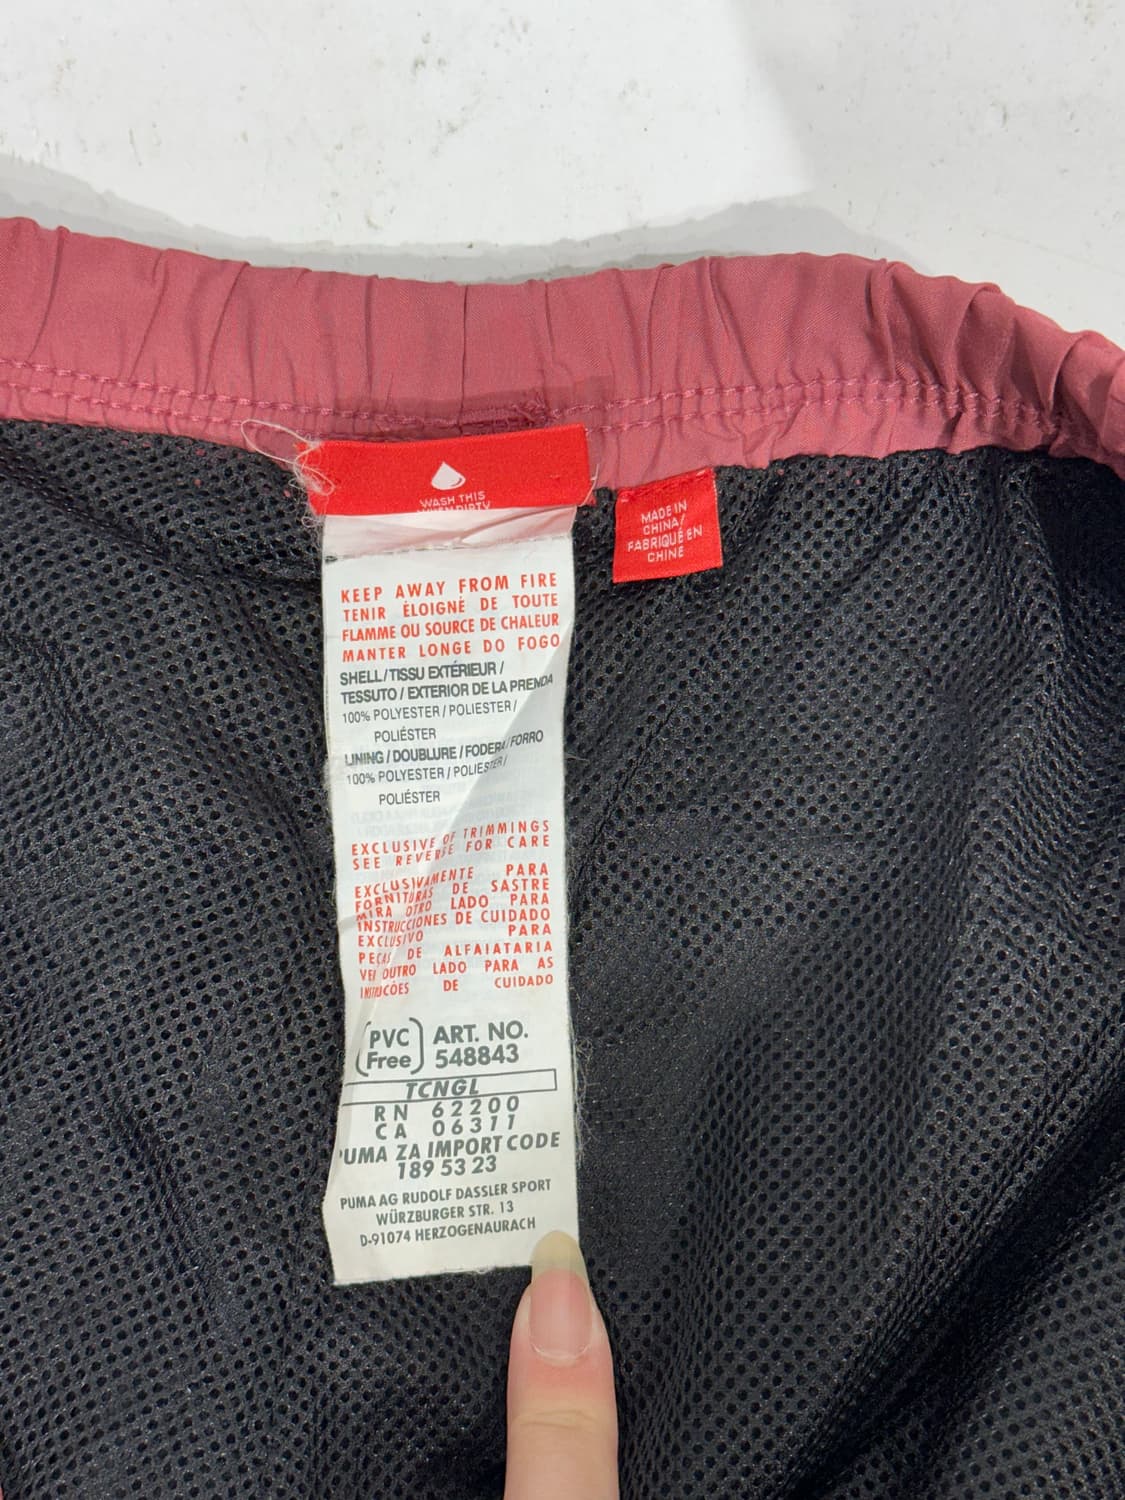 WASH THIS
WHEN DIRTY
MADE IN
CHINA/
FABRIQUÉ EN
CHINE
KEEP AWAY FROM FIRE
TENIR ÉLOIGNÉ DE TOUTE
FLAMME OU SOURCE DE CHALEUR
MANTER LONGE DO FOGO
SHELL / TISSU EXTÉRIEUR /
TESSUTO / EXTERIOR DE LA PRENDA
100% POLYESTER / POLIESTER /
POLIÉSTER
LINING / DOUBLURE / FODERA / FORRO
100% POLYESTER / POLIESTER /
POLIÉSTER
EXCLUSIVE OF TRIMMINGS
SEE REVERSE FOR CARE
EXCLUSIVAMENTE PARA
FORNITURAS DE SASTRE
MIRA OTRO LADO PARA
INSTRUCCIONES DE CUIDADO
EXCLUSIVO PARA
PEÇAS DE ALFAIATARIA
VEI OUTRO LADO PARA AS
INSTRUCÓES DE CUIDADO
(PVC Free)
ART. NO.
548843
TCNGL
RN 62200
CA 06311
PUMA ZA IMPORT CODE
189 53 23
PUMA AG RUDOLF DASSLER SPORT
WÜRZBURGER STR. 13
D-91074 HERZOGENAURACH